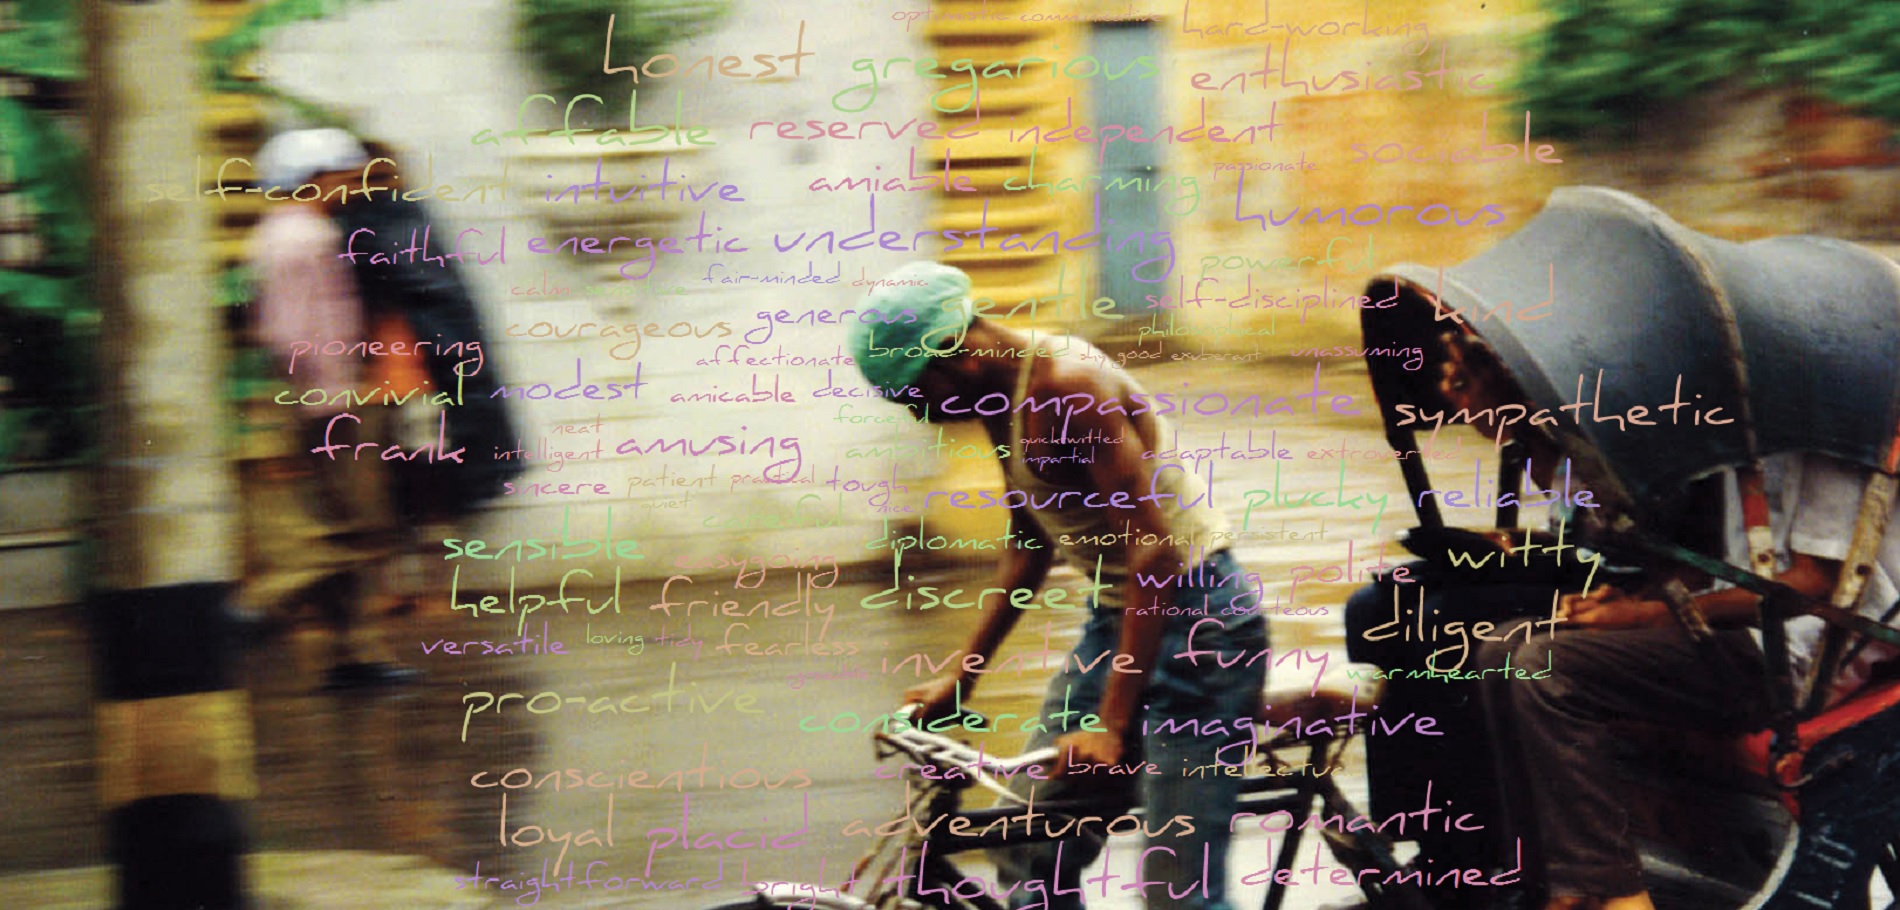 optimistic communicative hard-working
honest gregarious enthusiastic
affable reserved independent sociable
self-confident intuitive amiable charming passionate humorous
faithful energetic understanding powerful
calm fair-minded dynamic gentle self-disciplined kind
courageous generous philosophical
pioneering affectionate broad-minded shy good exuberant unassuming
convivial modest amicable decisive compassionate sympathetic
forceful
frank neat intelligent amusing ambitious quick-witted impartial adaptable extroverted
sincere patient practical tough resourceful plucky reliable
quiet careful nice
sensible easygoing diplomatic emotional persistent witty
helpful friendly discreet willing polite
rational courteous diligent
versatile loving tidy fearless inventive funny warmhearted
pro-active considerate imaginative
conscientious creative brave intellectu
loyal placid adventurous romantic
straightforward bright thoughtful determined